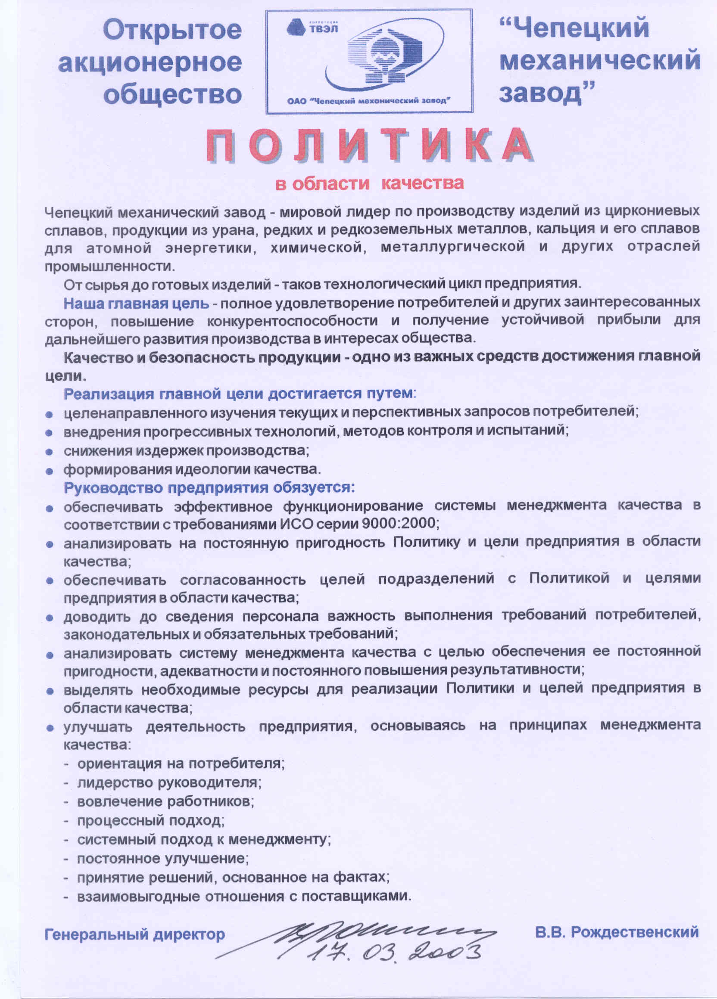 Открытое
акционерное
общество
КОРПОРАЦИЯ
ТВЭЛ
ОАО “Чепецкий механический завод”
“Чепецкий
механический
завод”
ПОЛИТИКА
в области качества
Чепецкий механический завод - мировой лидер по производству изделий из циркониевых
сплавов, продукции из урана, редких и редкоземельных металлов, кальция и его сплавов
для атомной энергетики, химической, металлургической и других отраслей
промышленности.
От сырья до готовых изделий - таков технологический цикл предприятия.
Наша главная цель - полное удовлетворение потребителей и других заинтересованных
сторон, повышение конкурентоспособности и получение устойчивой прибыли для
дальнейшего развития производства в интересах общества.
Качество и безопасность продукции - одно из важных средств достижения главной
цели.
Реализация главной цели достигается путем:
● целенаправленного изучения текущих и перспективных запросов потребителей;
● внедрения прогрессивных технологий, методов контроля и испытаний;
● снижения издержек производства;
● формирования идеологии качества.
Руководство предприятия обязуется:
● обеспечивать эффективное функционирование системы менеджмента качества в
соответствии с требованиями ИСО серии 9000:2000;
● анализировать на постоянную пригодность Политику и цели предприятия в области
качества;
● обеспечивать согласованность целей подразделений с Политикой и целями
предприятия в области качества;
● доводить до сведения персонала важность выполнения требований потребителей,
законодательных и обязательных требований;
● анализировать систему менеджмента качества с целью обеспечения ее постоянной
пригодности, адекватности и постоянного повышения результативности;
● выделять необходимые ресурсы для реализации Политики и целей предприятия в
области качества;
● улучшать деятельность предприятия, основываясь на принципах менеджмента
качества:
- ориентация на потребителя;
- лидерство руководителя;
- вовлечение работников;
- процессный подход;
- системный подход к менеджменту;
- постоянное улучшение;
- принятие решений, основанное на фактах;
- взаимовыгодные отношения с поставщиками.
Генеральный директор
В.В. Рождественский
17.03.2003